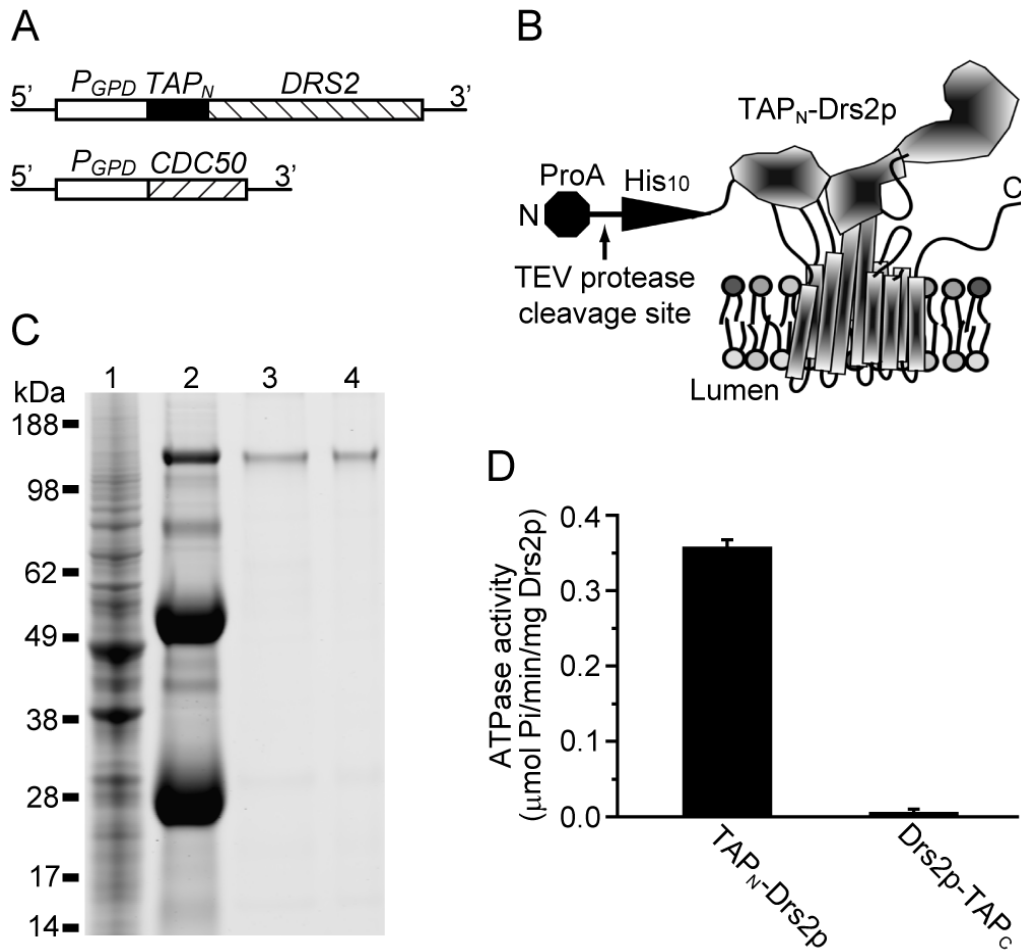 A
5’ P_GPD TAP_N DRS2 3’
5’ P_GPD CDC50 3’
B
TAP_N-Drs2p
ProA His₁₀
N
C
TEV protease
cleavage site
Lumen
C
kDa 1 2 3 4
188
98
62
49
38
28
17
14
D
ATPase activity
(μmol Pi/min/mg Drs2p)
0.4
0.3
0.2
0.1
0.0
TAP_N-Drs2p
Drs2p-TAP_C